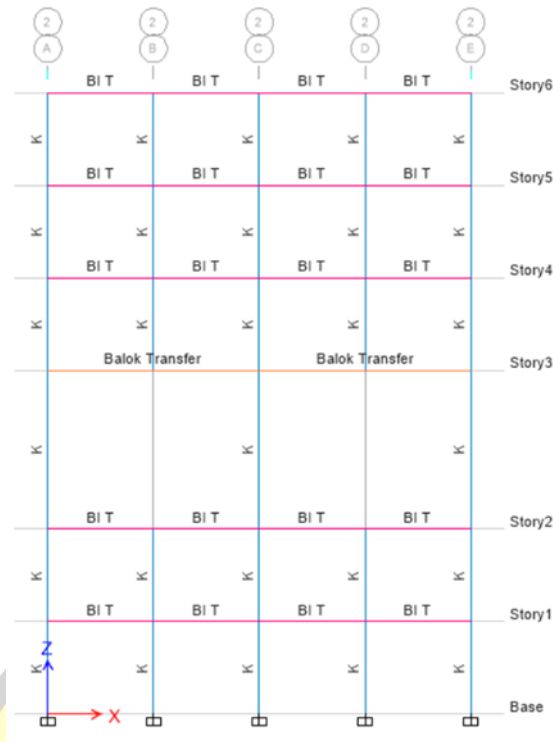 2 2 2 2 2
A B C D E
BI T BI T BI T BI T Story6
K K K K K
BI T BI T BI T BI T Story5
K K K K K
BI T BI T BI T BI T Story4
K K K K K
Balok Transfer Balok Transfer Story3
K K K
BI T BI T BI T BI T Story2
K K K K K
BI T BI T BI T BI T Story1
Z
K K K K K
X Base